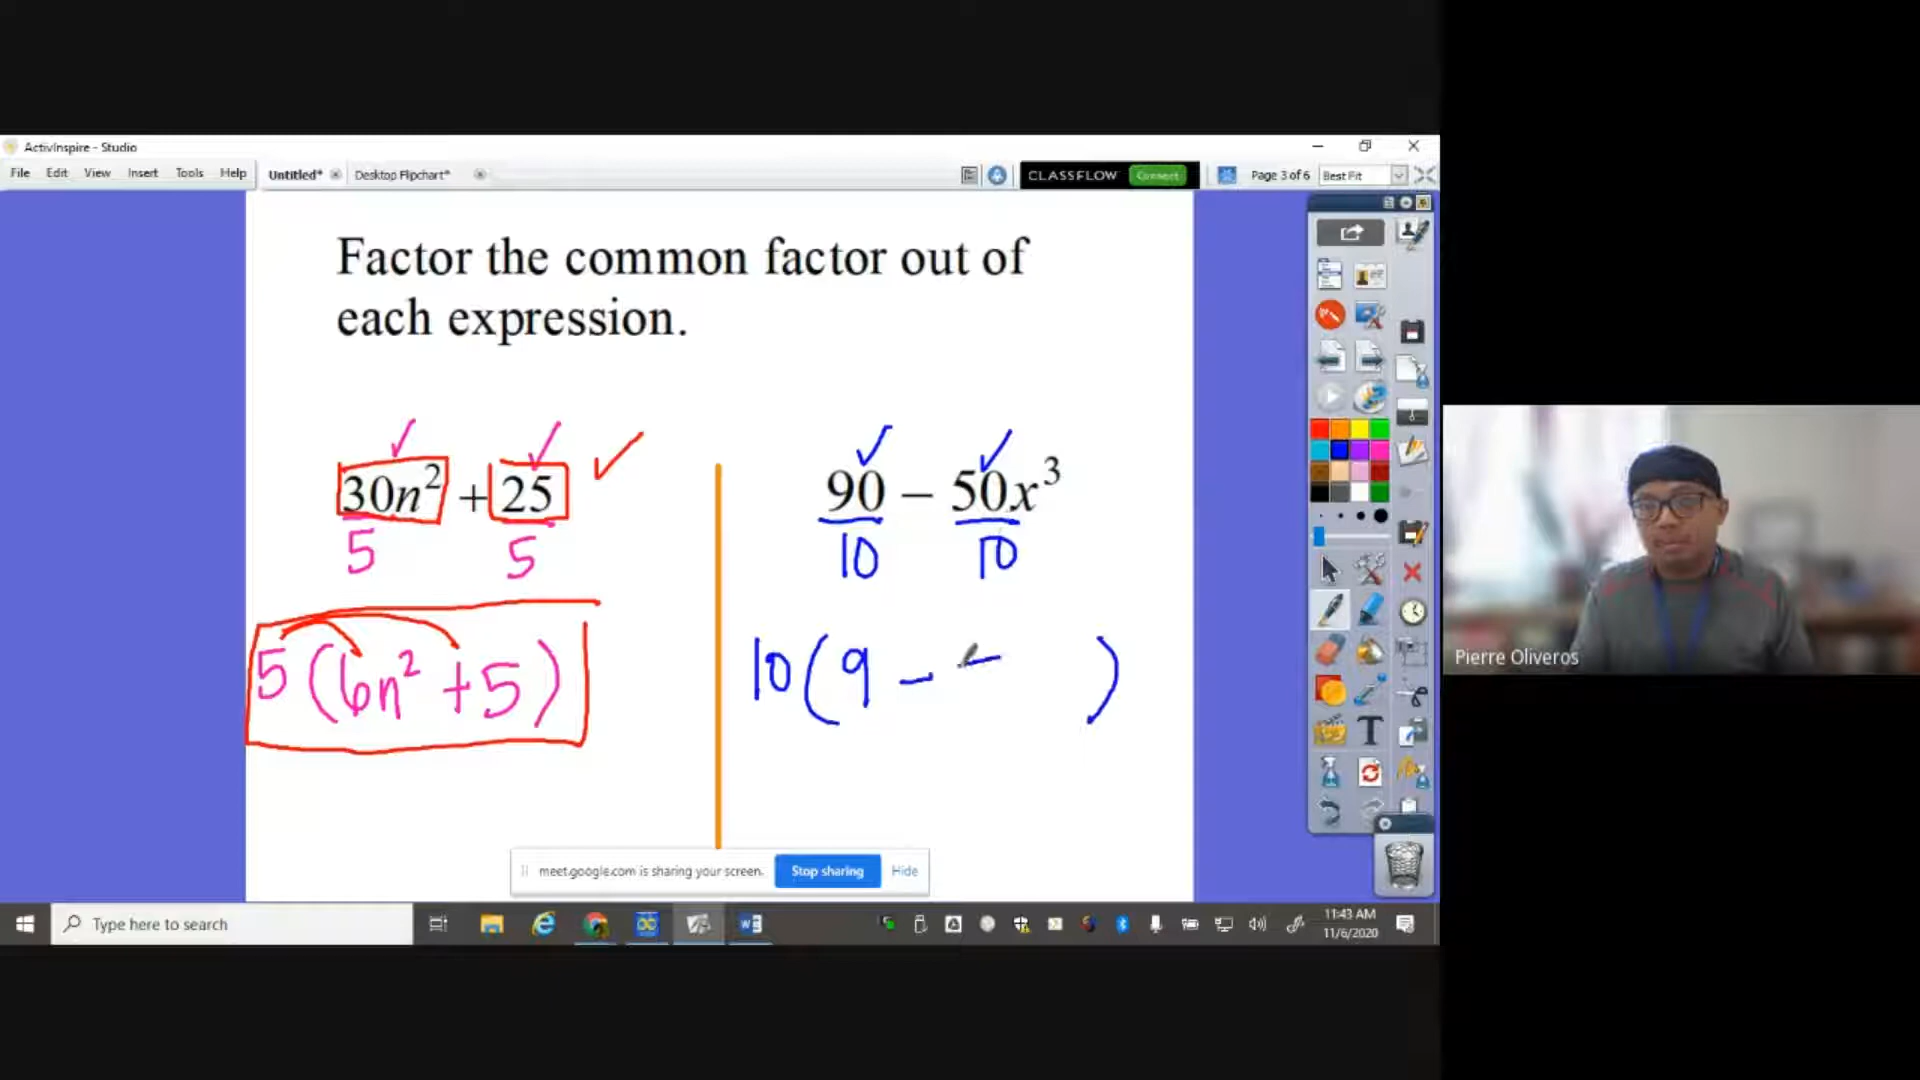 ActivInspire - Studio
File Edit View Insert Tools Help
Untitled* Desktop Flipchart* CLASSFLOW Connect Page 3 of 6 Best Fit
Factor the common factor out of
each expression.
30n² + 25
5 5
5(6n² + 5)
90 − 50x³
10 10
10(9 − )
Pierre Oliveros
meet.google.com is sharing your screen. Stop sharing Hide
Type here to search
11:43 AM
11/6/2020